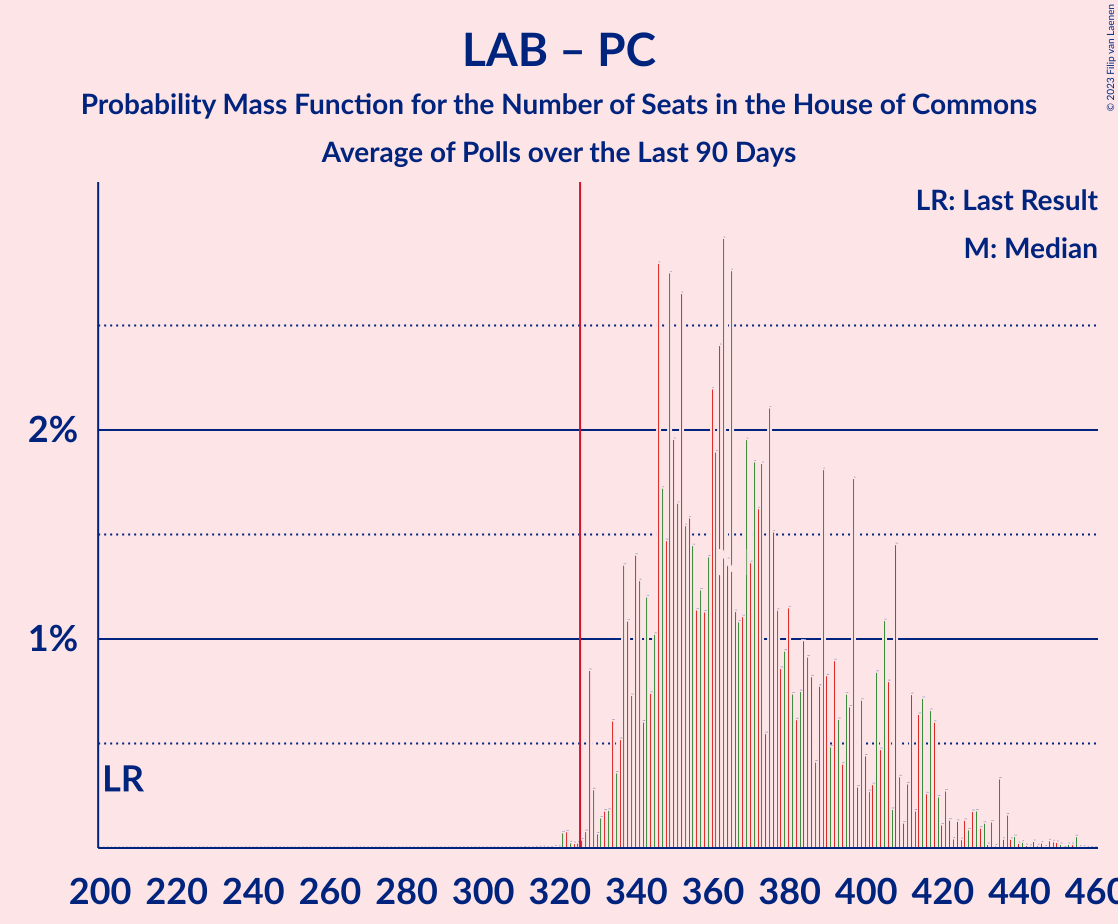 LAB – PC
Probability Mass Function for the Number of Seats in the House of Commons
Average of Polls over the Last 90 Days
© 2023 Filip van Laenen
LR: Last Result
M: Median
2%
1%
LR
200 220 240 260 280 300 320 340 360 380 400 420 440 460